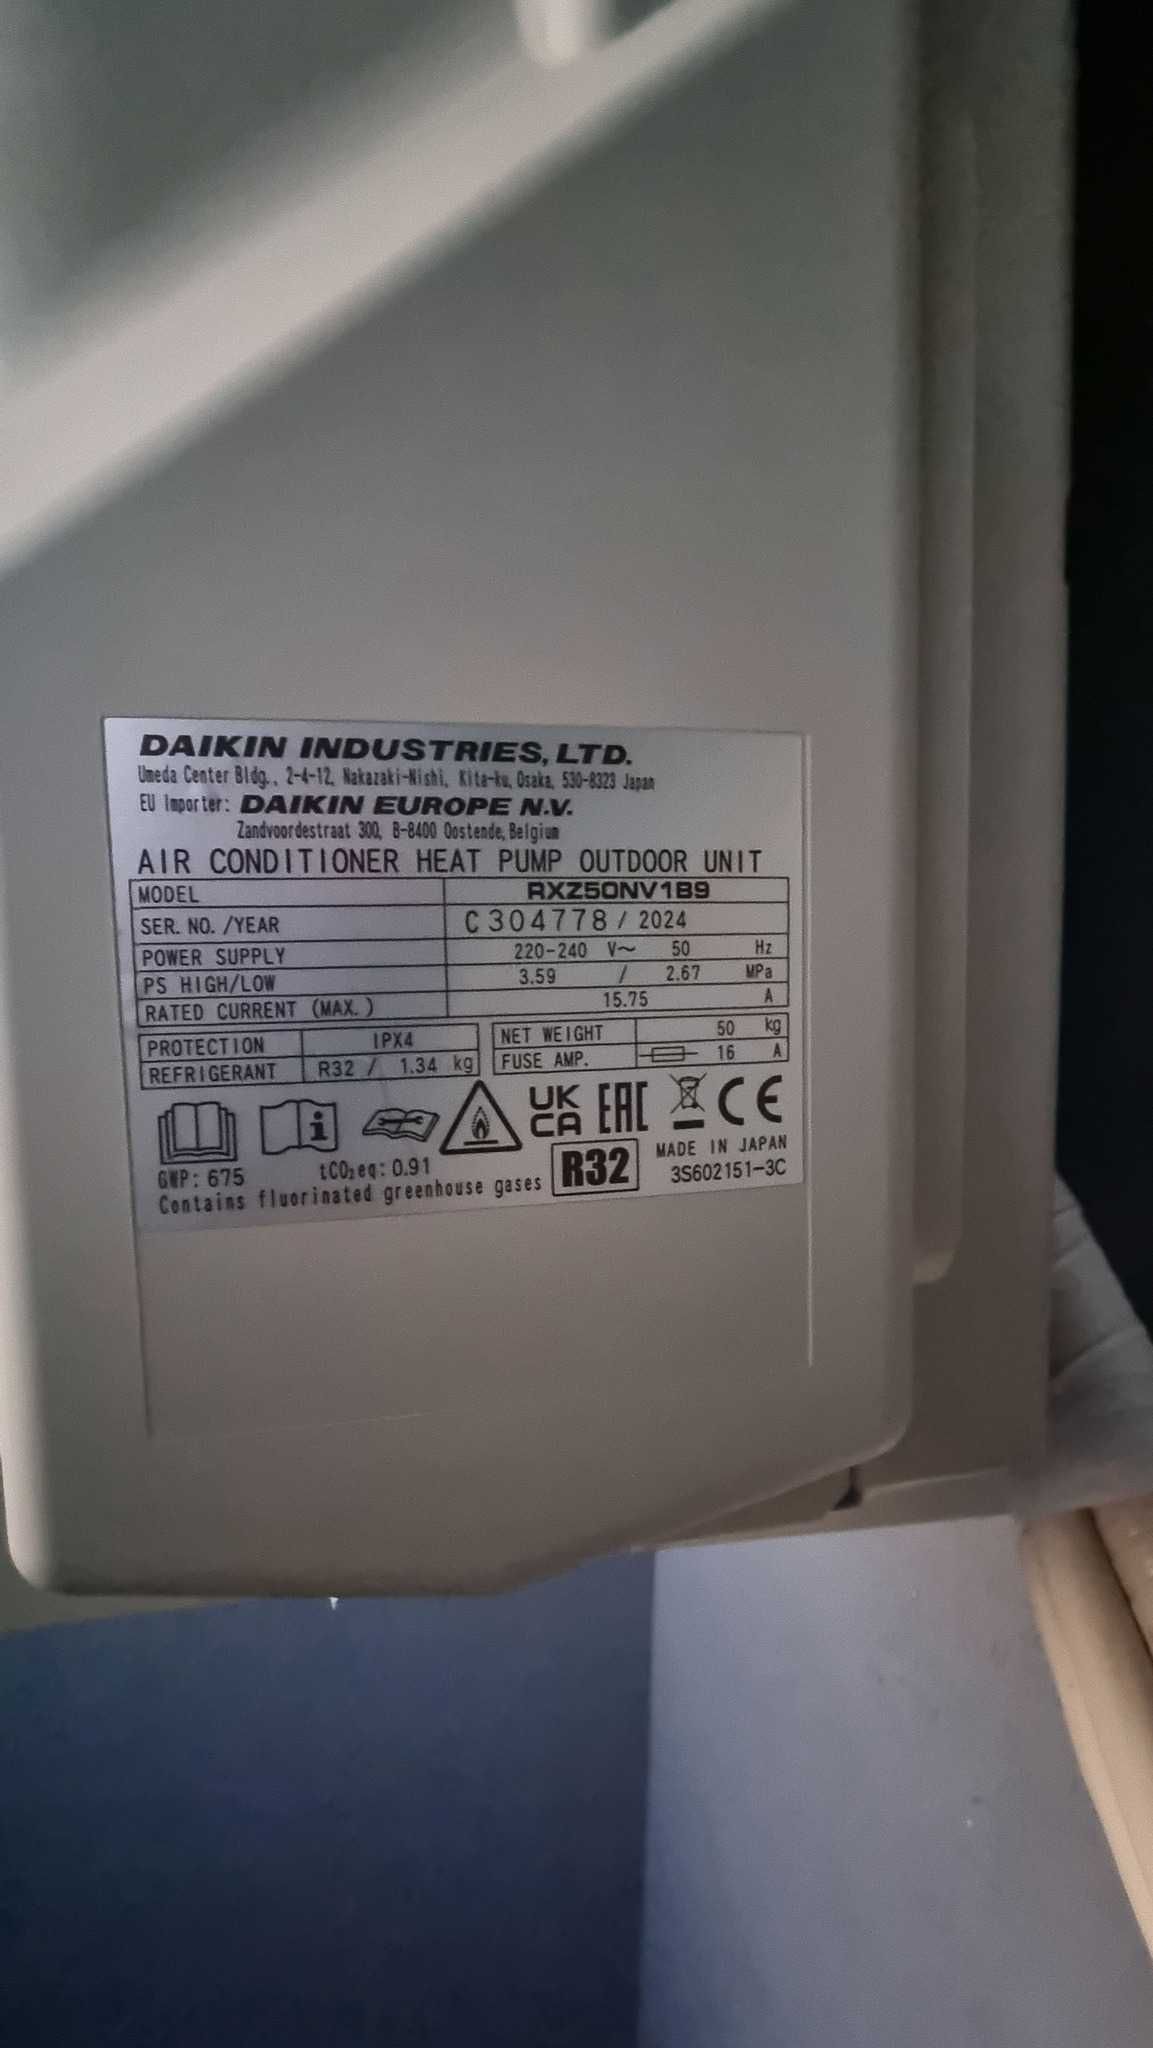 DAIKIN INDUSTRIES, LTD.
Umeda Center Bldg., 2-4-12, Nakazaki-Nishi, Kita-ku, Osaka, 530-8323 Japan
EU Importer: DAIKIN EUROPE N.V.
Zandvoordestraat 300, B-8400 Oostende, Belgium
AIR CONDITIONER HEAT PUMP OUTDOOR UNIT
MODEL RXZ50NV1B9
SER. NO. /YEAR C304778 / 2024
POWER SUPPLY 220-240 V~ 50 Hz
PS HIGH/LOW 3.59 / 2.67 MPa
RATED CURRENT (MAX.) 15.75 A
PROTECTION IPX4 NET WEIGHT 50 kg
REFRIGERANT R32 / 1.34 kg FUSE AMP. 16 A
i UK CA EAC CE
MADE IN JAPAN
GWP: 675 tCO₂eq: 0.91 R32 3S602151-3C
Contains fluorinated greenhouse gases